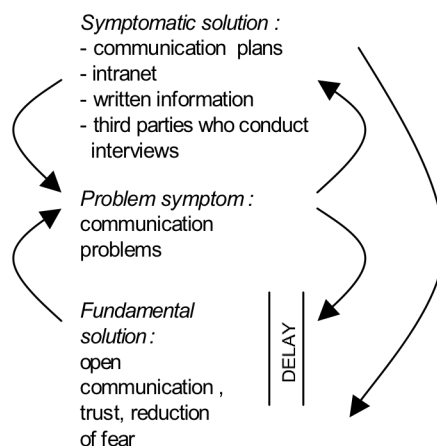 Symptomatic solution :
- communication plans
- intranet
- written information
- third parties who conduct
interviews
Problem symptom :
communication
problems
Fundamental
solution :
open
communication ,
trust, reduction
of fear
DELAY